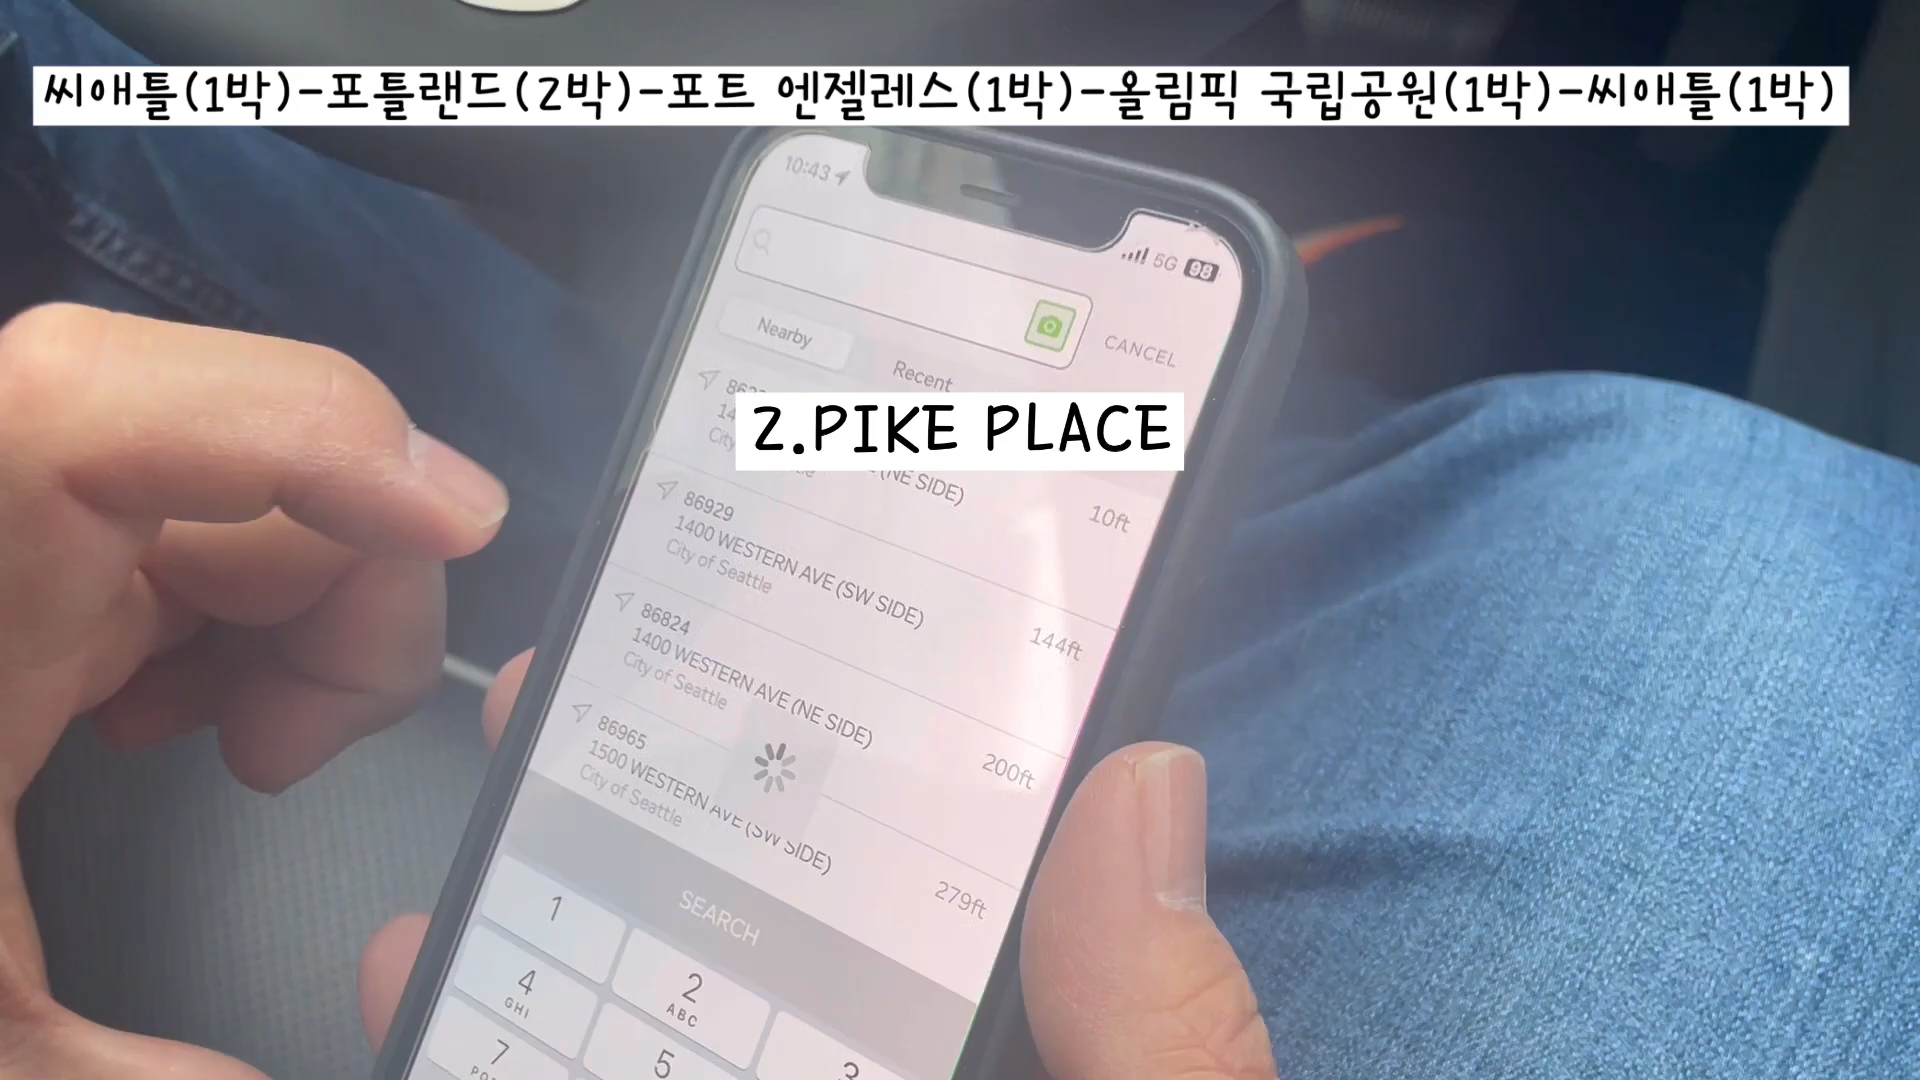 씨애틀(1박)-포틀랜드(2박)-포트 엔젤레스(1박)-올림픽 국립공원(1박)-씨애틀(1박)
10:43
5G 98
CANCEL
Nearby
Recent
2.PIKE PLACE
City
(NE SIDE)
10ft
86929
1400 WESTERN AVE (SW SIDE)
City of Seattle
144ft
86824
1400 WESTERN AVE (NE SIDE)
City of Seattle
200ft
86965
1500 WESTERN AVE (SW SIDE)
City of Seattle
279ft
SEARCH
1
2
ABC
3
4
GHI
5
7